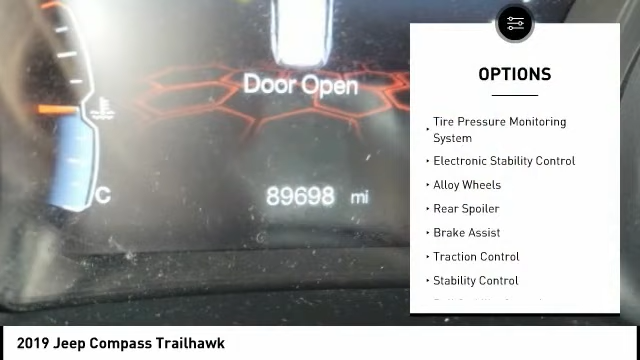 Door Open
C
89698 mi
OPTIONS
Tire Pressure Monitoring
System
Electronic Stability Control
Alloy Wheels
Rear Spoiler
Brake Assist
Traction Control
Stability Control
2019 Jeep Compass Trailhawk